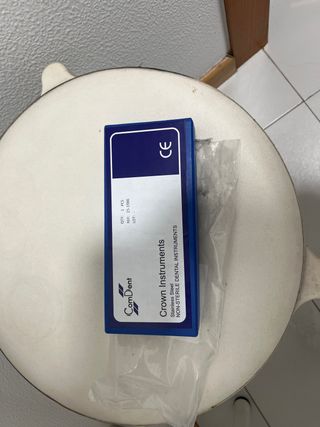 CamDent
Crown Instruments
Stainless Steel
NON-STERILE DENTAL INSTRUMENTS
QTY: 1 PCS
LOT:
CE